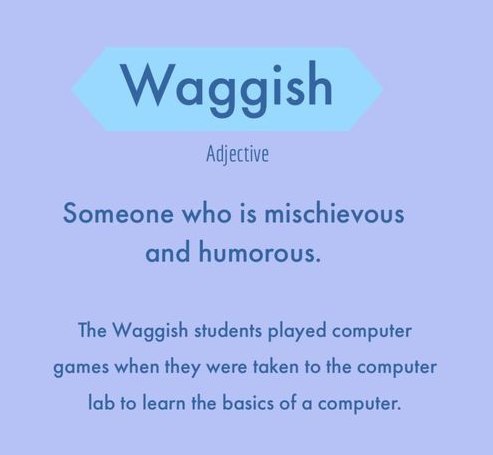 Waggish
Adjective
Someone who is mischievous
and humorous.
The Waggish students played computer
games when they were taken to the computer
lab to learn the basics of a computer.